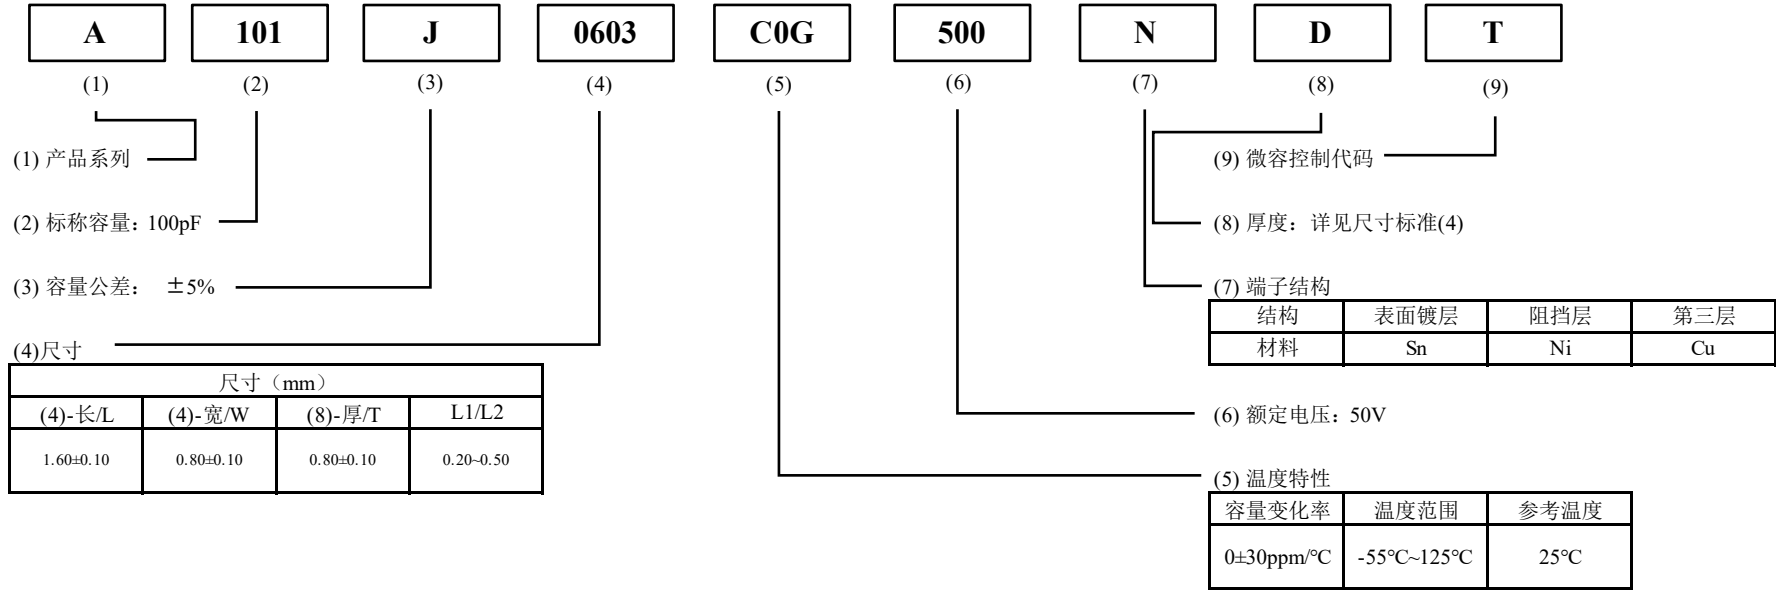 A 101 J 0603 C0G 500 N D T
(1) (2) (3) (4) (5) (6) (7) (8) (9)
(1) 产品系列
(2) 标称容量：100pF
(3) 容量公差： ±5%
(4)尺寸
尺寸（mm）
(4)-长/L (4)-宽/W (8)-厚/T L1/L2
1.60±0.10 0.80±0.10 0.80±0.10 0.20~0.50
(9) 微容控制代码
(8) 厚度：详见尺寸标准(4)
(7) 端子结构
结构 表面镀层 阻挡层 第三层
材料 Sn Ni Cu
(6) 额定电压：50V
(5) 温度特性
容量变化率 温度范围 参考温度
0±30ppm/℃ -55℃~125℃ 25℃